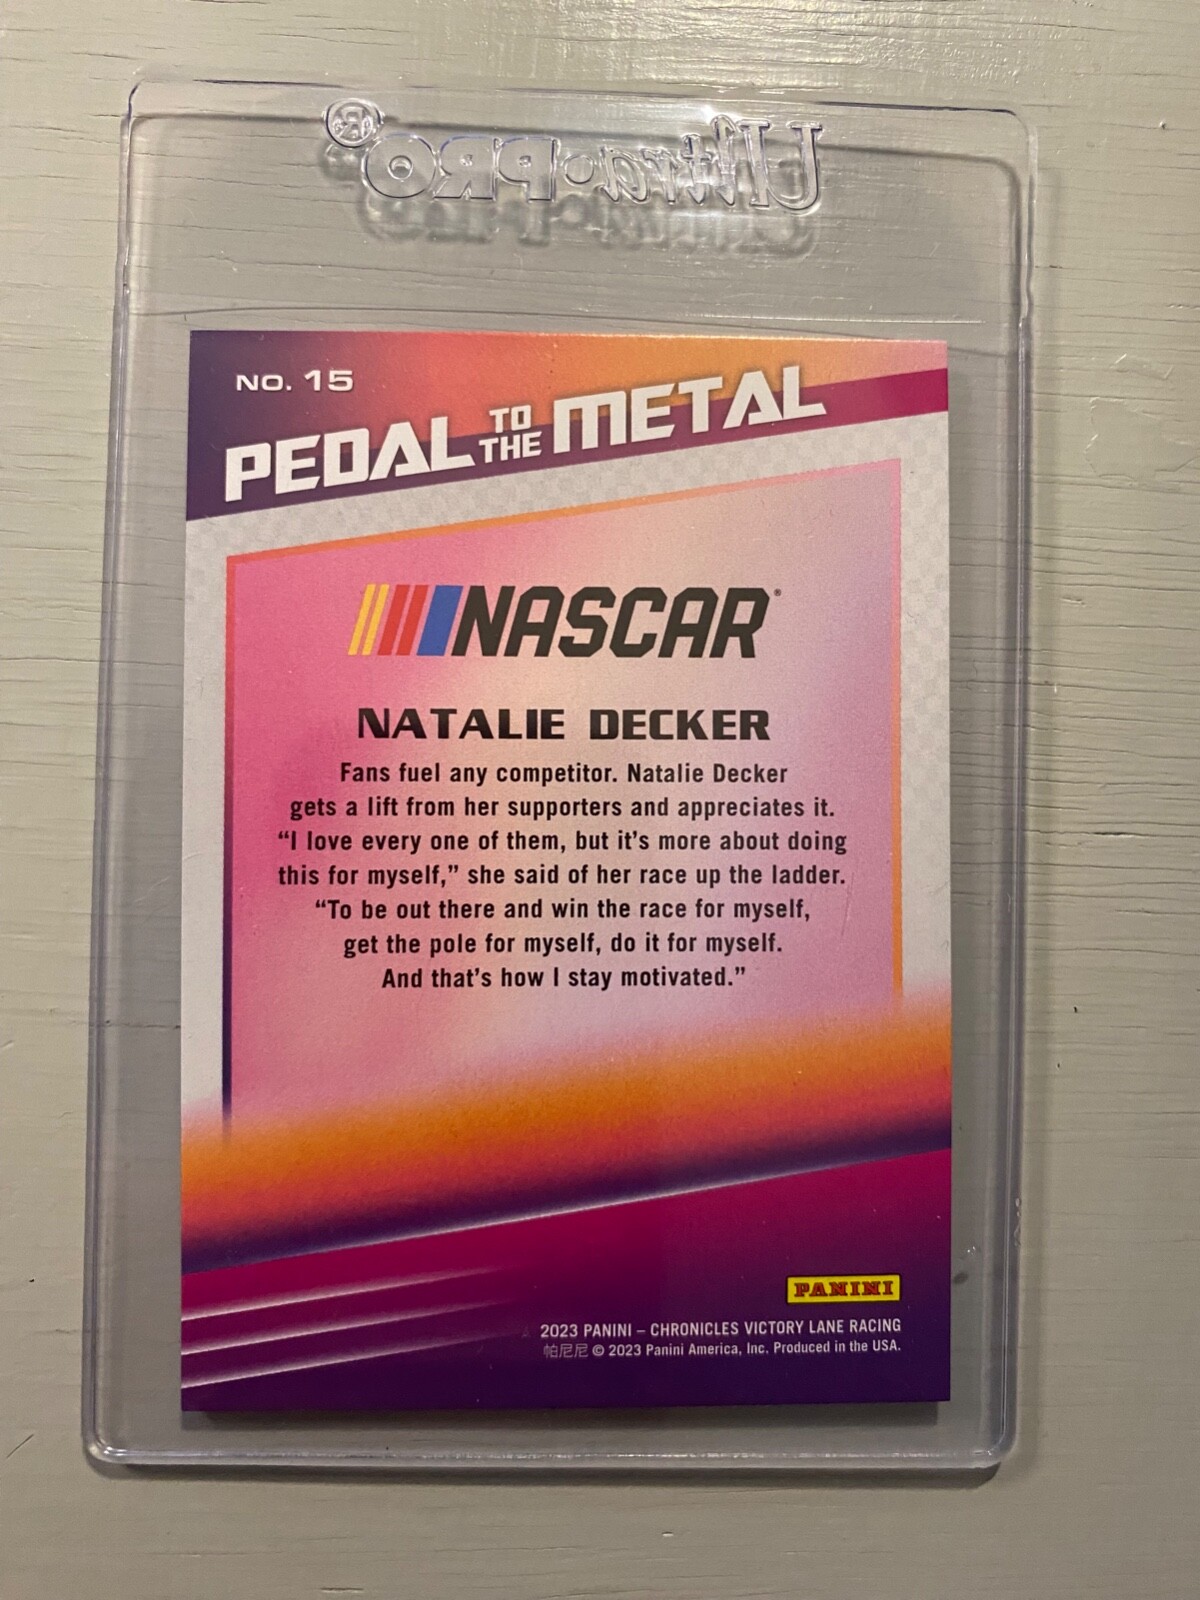 Ultra·PRO®
NO. 15
PEDAL TO THE METAL
NASCAR®
NATALIE DECKER
Fans fuel any competitor. Natalie Decker
gets a lift from her supporters and appreciates it.
“I love every one of them, but it’s more about doing
this for myself,” she said of her race up the ladder.
“To be out there and win the race for myself,
get the pole for myself, do it for myself.
And that’s how I stay motivated.”
PANINI
2023 PANINI – CHRONICLES VICTORY LANE RACING
帕尼尼 © 2023 Panini America, Inc. Produced in the USA.